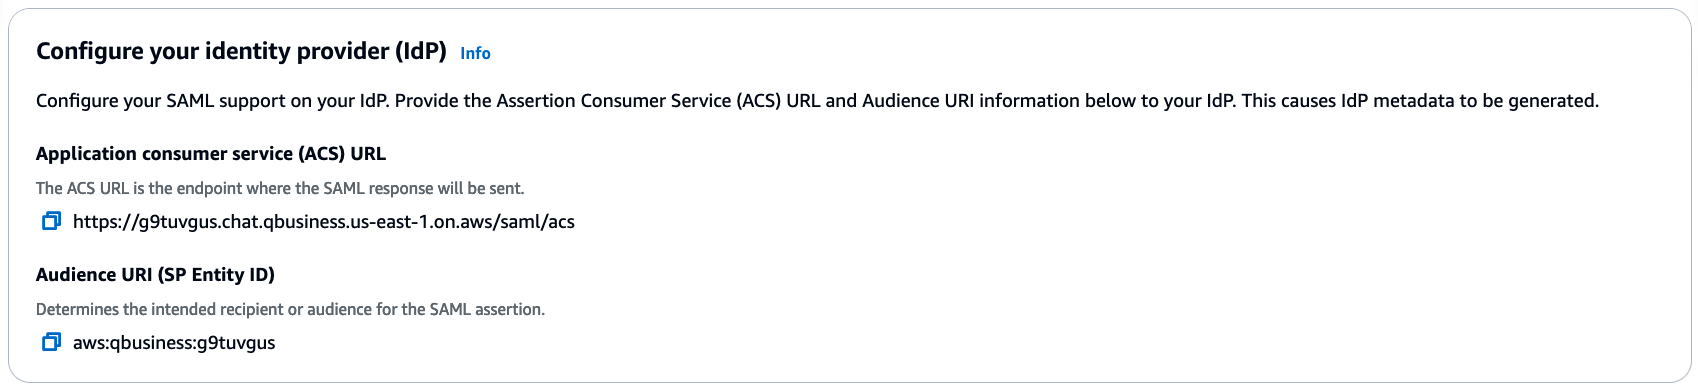 Configure your identity provider (IdP) Info
Configure your SAML support on your IdP. Provide the Assertion Consumer Service (ACS) URL and Audience URI information below to your IdP. This causes IdP metadata to be generated.
Application consumer service (ACS) URL
The ACS URL is the endpoint where the SAML response will be sent.
https://g9tuvgus.chat.qbusiness.us-east-1.on.aws/saml/acs
Audience URI (SP Entity ID)
Determines the intended recipient or audience for the SAML assertion.
aws:qbusiness:g9tuvgus